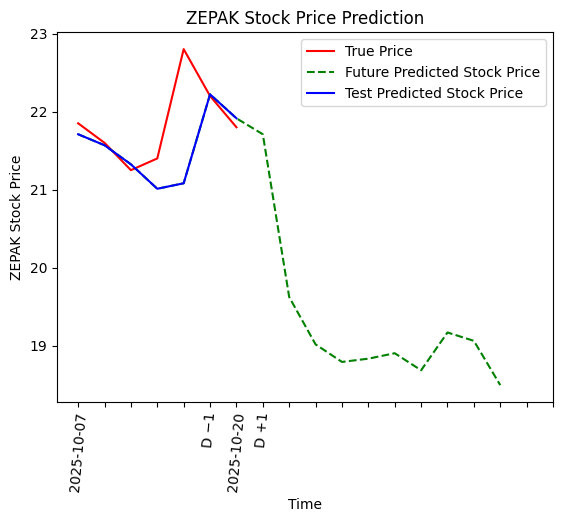 ZEPAK Stock Price Prediction
True Price
Future Predicted Stock Price
Test Predicted Stock Price
ZEPAK Stock Price
23
22
21
20
19
2025-10-07
D −1
2025-10-20
D +1
Time